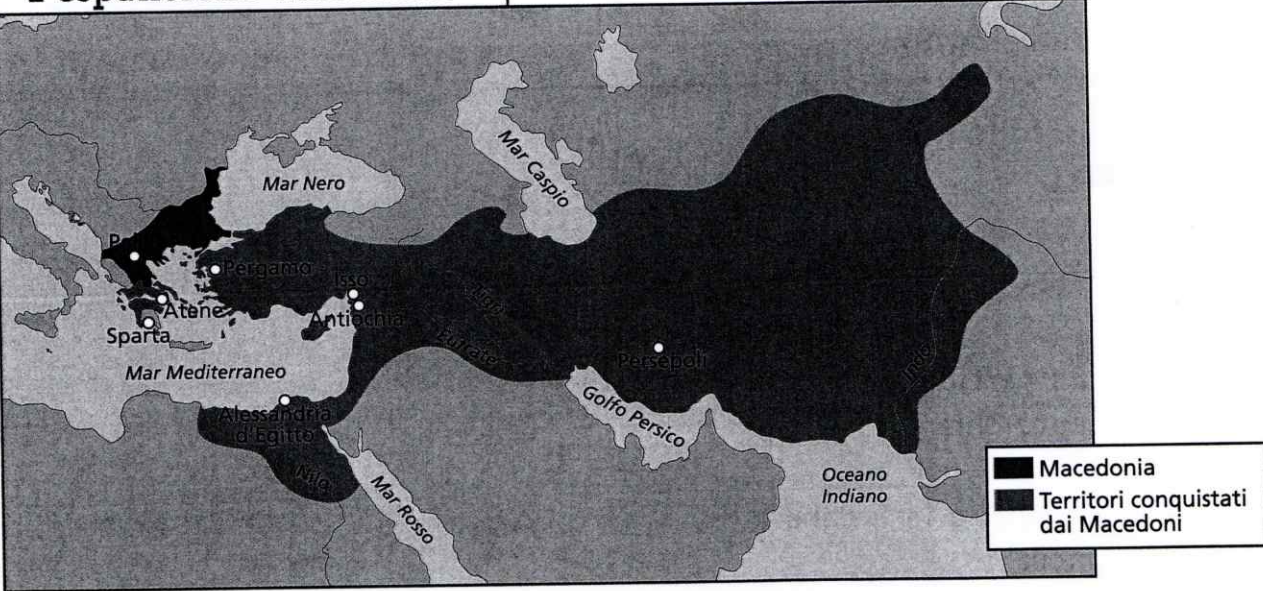 Mar Nero
Mar Caspio
Pergamo
Isso
Atene
Antiochia
Sparta
Tigri
Eufrate
Persepoli
Indo
Mar Mediterraneo
Alessandria
d'Egitto
Nilo
Golfo Persico
Mar Rosso
Oceano
Indiano
Macedonia
Territori conquistati
dai Macedoni